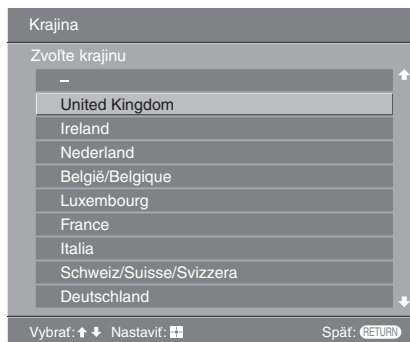 Krajina
Zvoľte krajinu
–
United Kingdom
Ireland
Nederland
België/Belgique
Luxembourg
France
Italia
Schweiz/Suisse/Svizzera
Deutschland
Vybrať: Nastaviť: Späť: RETURN